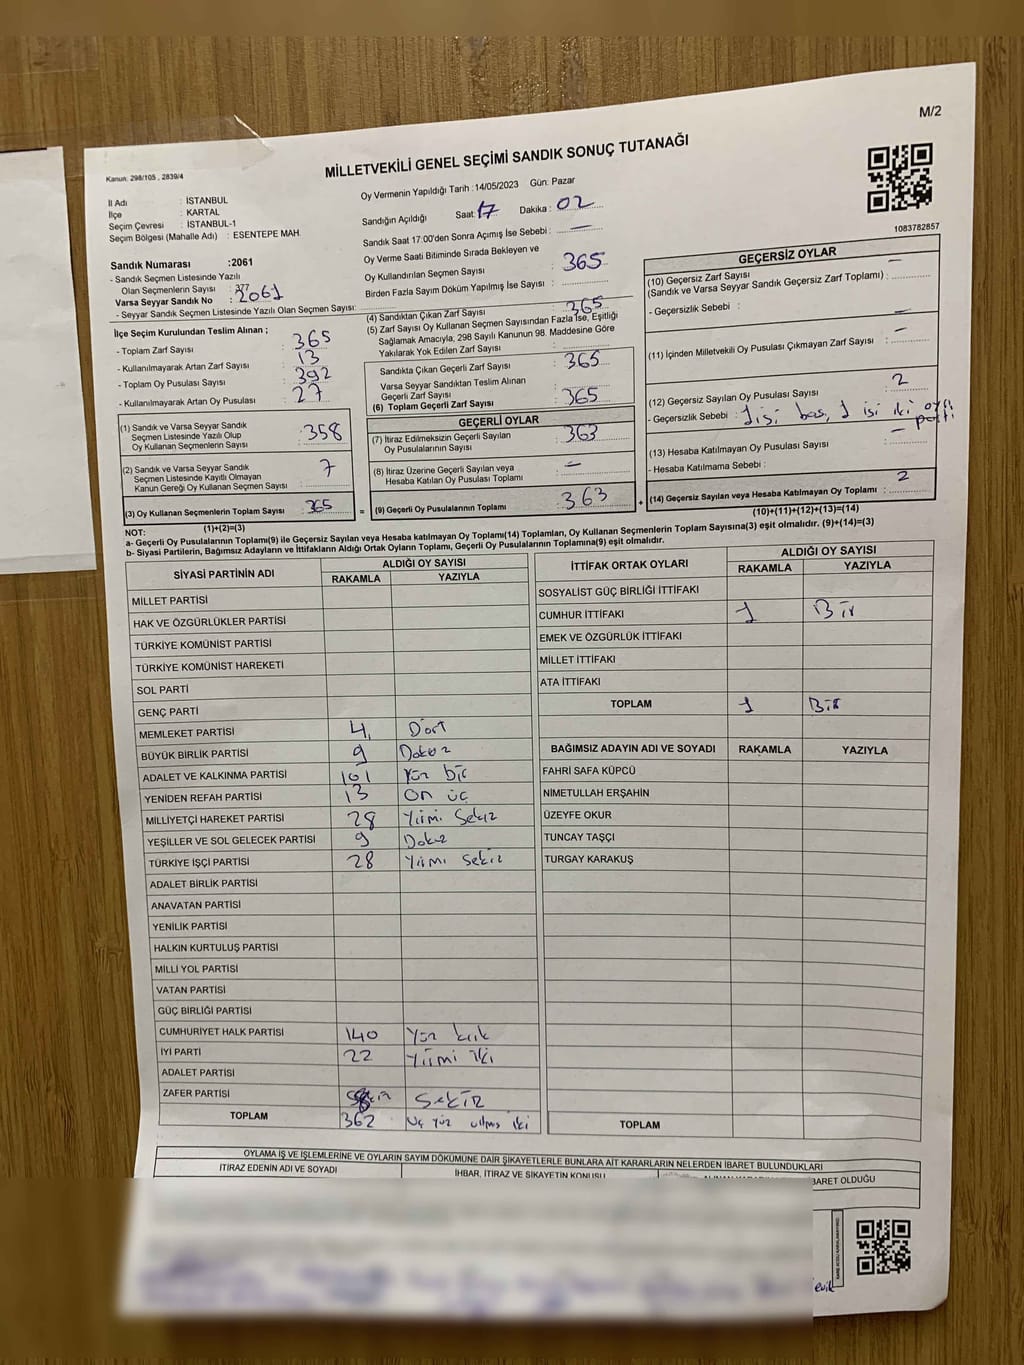 M/2
MİLLETVEKİLİ GENEL SEÇİMİ SANDIK SONUÇ TUTANAĞI
Kanun: 298/105 , 2839/4
İl Adı : İSTANBUL
İlçe : KARTAL
Seçim Çevresi : İSTANBUL-1
Seçim Bölgesi (Mahalle Adı) : ESENTEPE MAH.
Oy Vermenin Yapıldığı Tarih : 14/05/2023 Gün: Pazar
Sandığın Açıldığı Saat: 17 Dakika : 02
Sandık Saat 17:00'den Sonra Açımış İse Sebebi : —
Oy Verme Saati Bitiminde Sırada Bekleyen ve
Oy Kullandırılan Seçmen Sayısı : 365
Birden Fazla Sayım Döküm Yapılmış İse Sayısı :
1083782857
Sandık Numarası :2061
- Sandık Seçmen Listesinde Yazılı
Olan Seçmenlerin Sayısı : 377
Varsa Seyyar Sandık No : 2061
- Seyyar Sandık Seçmen Listesinde Yazılı Olan Seçmen Sayısı:
İlçe Seçim Kurulundan Teslim Alınan ;
- Toplam Zarf Sayısı : 365
- Kullanılmayarak Artan Zarf Sayısı : 13
- Toplam Oy Pusulası Sayısı : 392
- Kullanılmayarak Artan Oy Pusulası : 27
(1) Sandık ve Varsa Seyyar Sandık
Seçmen Listesinde Yazılı Olup
Oy Kullanan Seçmenlerin Sayısı : 358
(2) Sandık ve Varsa Seyyar Sandık
Seçmen Listesinde Kayıtlı Olmayan
Kanun Gereği Oy Kullanan Seçmen Sayısı : 7
(3) Oy Kullanan Seçmenlerin Toplam Sayısı : 365
(1)+(2)=(3)
(4) Sandıktan Çıkan Zarf Sayısı : 365
(5) Zarf Sayısı Oy Kullanan Seçmen Sayısından Fazla İse, Eşitliği
Sağlamak Amacıyla, 298 Sayılı Kanunun 98. Maddesine Göre
Yakılarak Yok Edilen Zarf Sayısı :
Sandıkta Çıkan Geçerli Zarf Sayısı : 365
Varsa Seyyar Sandıktan Teslim Alınan
Geçerli Zarf Sayısı :
(6) Toplam Geçerli Zarf Sayısı : 365
GEÇERLİ OYLAR
(7) İtiraz Edilmeksizin Geçerli Sayılan
Oy Pusulalarının Sayısı : 363
(8) İtiraz Üzerine Geçerli Sayılan veya
Hesaba Katılan Oy Pusulası Toplamı : —
= (9) Geçerli Oy Pusulalarının Toplamı : 363
GEÇERSİZ OYLAR
(10) Geçersiz Zarf Sayısı —
(Sandık ve Varsa Seyyar Sandık Geçersiz Zarf Toplamı) :
- Geçersizlik Sebebi : —
(11) İçinden Milletvekili Oy Pusulası Çıkmayan Zarf Sayısı : —
(12) Geçersiz Sayılan Oy Pusulası Sayısı : 2
- Geçersizlik Sebebi : 1 isi bos, 1 isi iki ayrı parti
(13) Hesaba Katılmayan Oy Pusulası Sayısı : —
- Hesaba Katılmama Sebebi :
+ (14) Geçersiz Sayılan veya Hesaba Katılmayan Oy Toplamı : 2
(10)+(11)+(12)+(13)=(14)
NOT:
a- Geçerli Oy Pusulalarının Toplamı(9) ile Geçersiz Sayılan veya Hesaba katılmayan Oy Toplamı(14) Toplamları, Oy Kullanan Seçmenlerin Toplam Sayısına(3) eşit olmalıdır. (9)+(14)=(3)
b- Siyasi Partilerin, Bağımsız Adayların ve İttifakların Aldığı Ortak Oyların Toplamı, Geçerli Oy Pusulalarının Toplamına(9) eşit olmalıdır.
SİYASİ PARTİNİN ADI ALDIĞI OY SAYISI
RAKAMLA YAZIYLA
MİLLET PARTİSİ
HAK VE ÖZGÜRLÜKLER PARTİSİ
TÜRKİYE KOMÜNİST PARTİSİ
TÜRKİYE KOMÜNİST HAREKETİ
SOL PARTİ
GENÇ PARTİ
MEMLEKET PARTİSİ 4 Dört
BÜYÜK BİRLİK PARTİSİ 9 Dokuz
ADALET VE KALKINMA PARTİSİ 101 Yüz bir
YENİDEN REFAH PARTİSİ 13 On üç
MİLLİYETÇİ HAREKET PARTİSİ 28 Yirmi Sekiz
YEŞİLLER VE SOL GELECEK PARTİSİ 9 Dokuz
TÜRKİYE İŞÇİ PARTİSİ 28 Yirmi sekiz
ADALET BİRLİK PARTİSİ
ANAVATAN PARTİSİ
YENİLİK PARTİSİ
HALKIN KURTULUŞ PARTİSİ
MİLLİ YOL PARTİSİ
VATAN PARTİSİ
GÜÇ BİRLİĞİ PARTİSİ
CUMHURİYET HALK PARTİSİ 140 Yüz kırk
İYİ PARTİ 22 Yirmi iki
ADALET PARTİSİ
ZAFER PARTİSİ 8 Sekiz
TOPLAM 362 Üç yüz altmış iki
İTTİFAK ORTAK OYLARI ALDIĞI OY SAYISI
RAKAMLA YAZIYLA
SOSYALİST GÜÇ BİRLİĞİ İTTİFAKI
CUMHUR İTTİFAKI 1 Bir
EMEK VE ÖZGÜRLÜK İTTİFAKI
MİLLET İTTİFAKI
ATA İTTİFAKI
TOPLAM 1 Bir
BAĞIMSIZ ADAYIN ADI VE SOYADI RAKAMLA YAZIYLA
FAHRİ SAFA KÜPCÜ
NİMETULLAH ERŞAHİN
ÜZEYFE OKUR
TUNCAY TAŞÇI
TURGAY KARAKUŞ
TOPLAM
OYLAMA İŞ VE İŞLEMLERİNE VE OYLARIN SAYIM DÖKÜMÜNE DAİR ŞİKAYETLERLE BUNLARA AİT KARARLARIN NELERDEN İBARET BULUNDUKLARI
İTİRAZ EDENİN ADI VE SOYADI İHBAR, İTİRAZ VE ŞİKAYETİN KONUSU BARET OLDUĞU